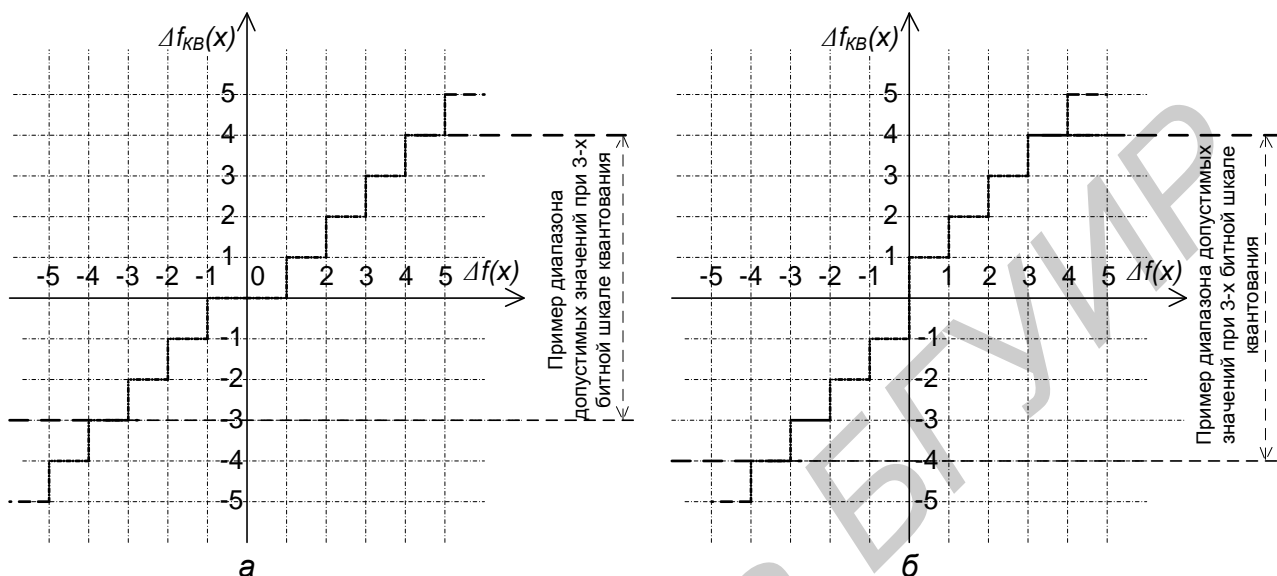 Δf_КВ(x)
5
4
3
2
1
-5 -4 -3 -2 -1 0 1 2 3 4 5 Δf(x)
-1
-2
-3
-4
-5
Пример диапазона
допустимых значений при 3-х
битной шкале квантования
а
Δf_КВ(x)
5
4
3
2
1
-5 -4 -3 -2 -1 1 2 3 4 5 Δf(x)
-1
-2
-3
-4
-5
Пример диапазона допустимых
значений при 3-х битной шкале
квантования
б
БГУИР